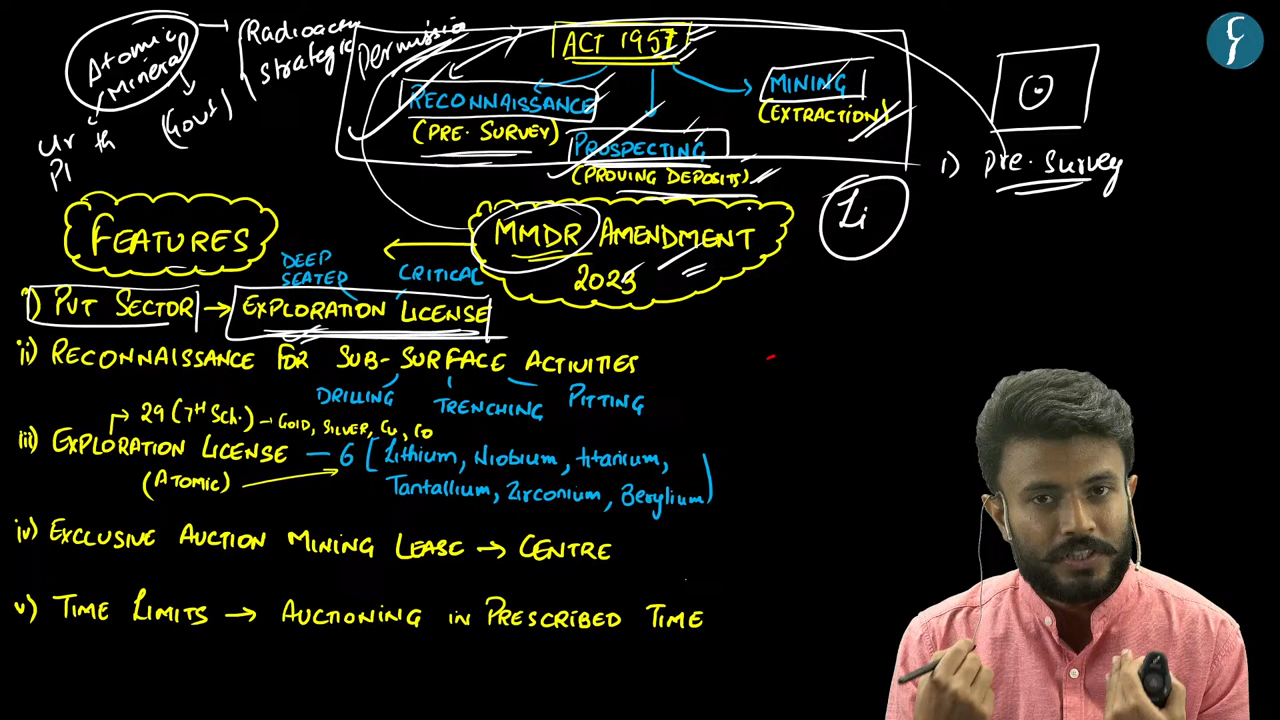 Atomic Mineral
Radioactive
Strategic
(Govt)
Ur th
Pl
Permission
ACT 1957
RECONNAISSANCE
(PRE-SURVEY)
PROSPECTING
(PROVING DEPOSITS)
MINING
(EXTRACTION)
i) Pre-Survey
Li
FEATURES
MMDR AMENDMENT
2023
DEEP
SEATER
CRITICAL
i) PVT SECTOR → EXPLORATION LICENSE
ii) RECONNAISSANCE FOR SUB-SURFACE ACTIVITIES
DRILLING TRENCHING PITTING
29 (7TH Sch.) - GOLD, SILVER, Cu, CO
iii) EXPLORATION LICENSE — 6 [Lithium, Niobium, titanium,
(ATOMIC) Tantallium, Zirconium, Berylium]
iv) EXCLUSIVE AUCTION MINING LEASE → CENTRE
v) TIME LIMITS → AUCTIONING IN PRESCRIBED TIME